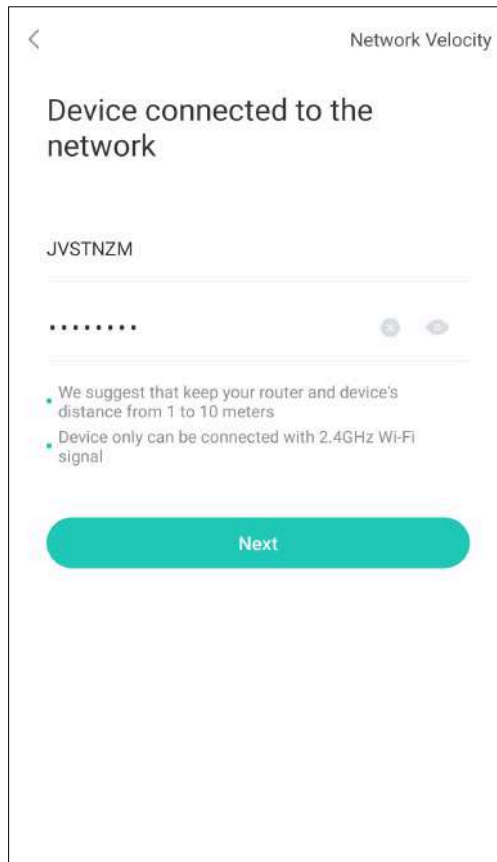 Network Velocity
Device connected to the
network
JVSTNZM
••••••••
We suggest that keep your router and device's
distance from 1 to 10 meters
Device only can be connected with 2.4GHz Wi-Fi
signal
Next